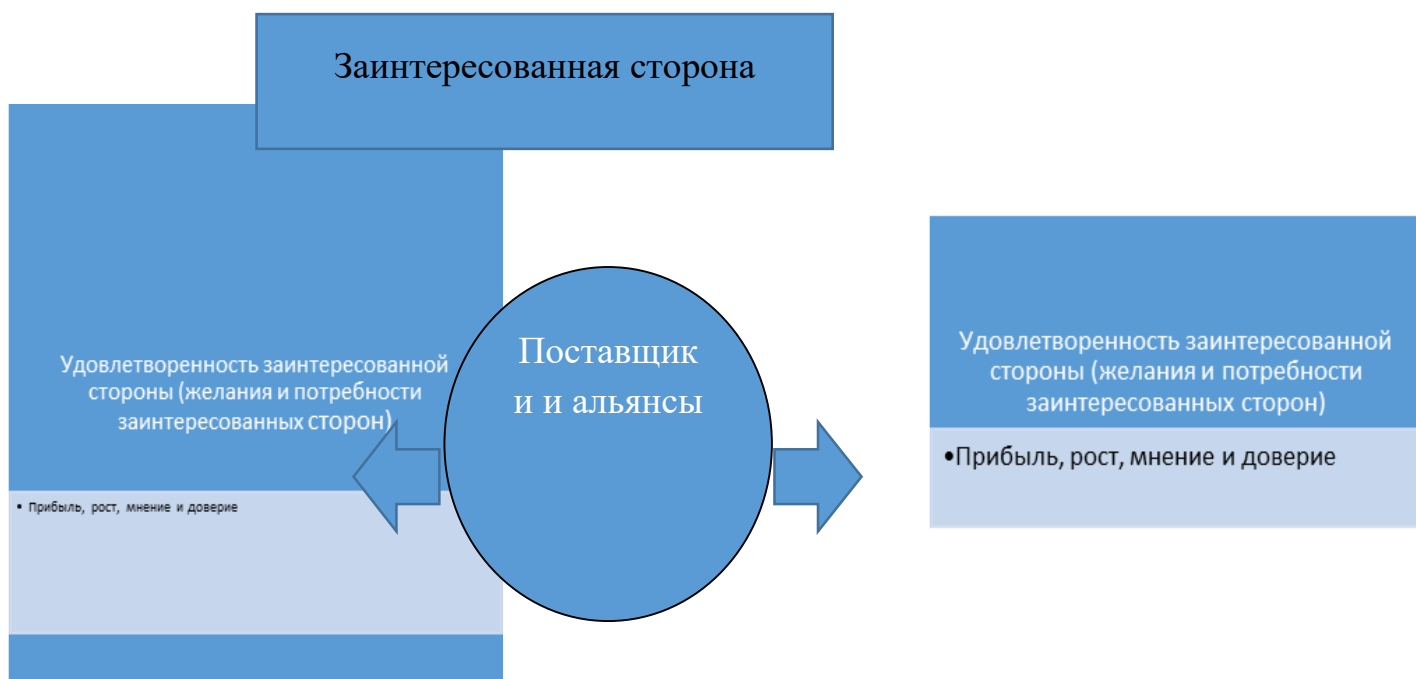 Заинтересованная сторона
Удовлетворенность заинтересованной
стороны (желания и потребности
заинтересованных сторон)
• Прибыль, рост, мнение и доверие
Поставщик
и и альянсы
Удовлетворенность заинтересованной
стороны (желания и потребности
заинтересованных сторон)
•Прибыль, рост, мнение и доверие